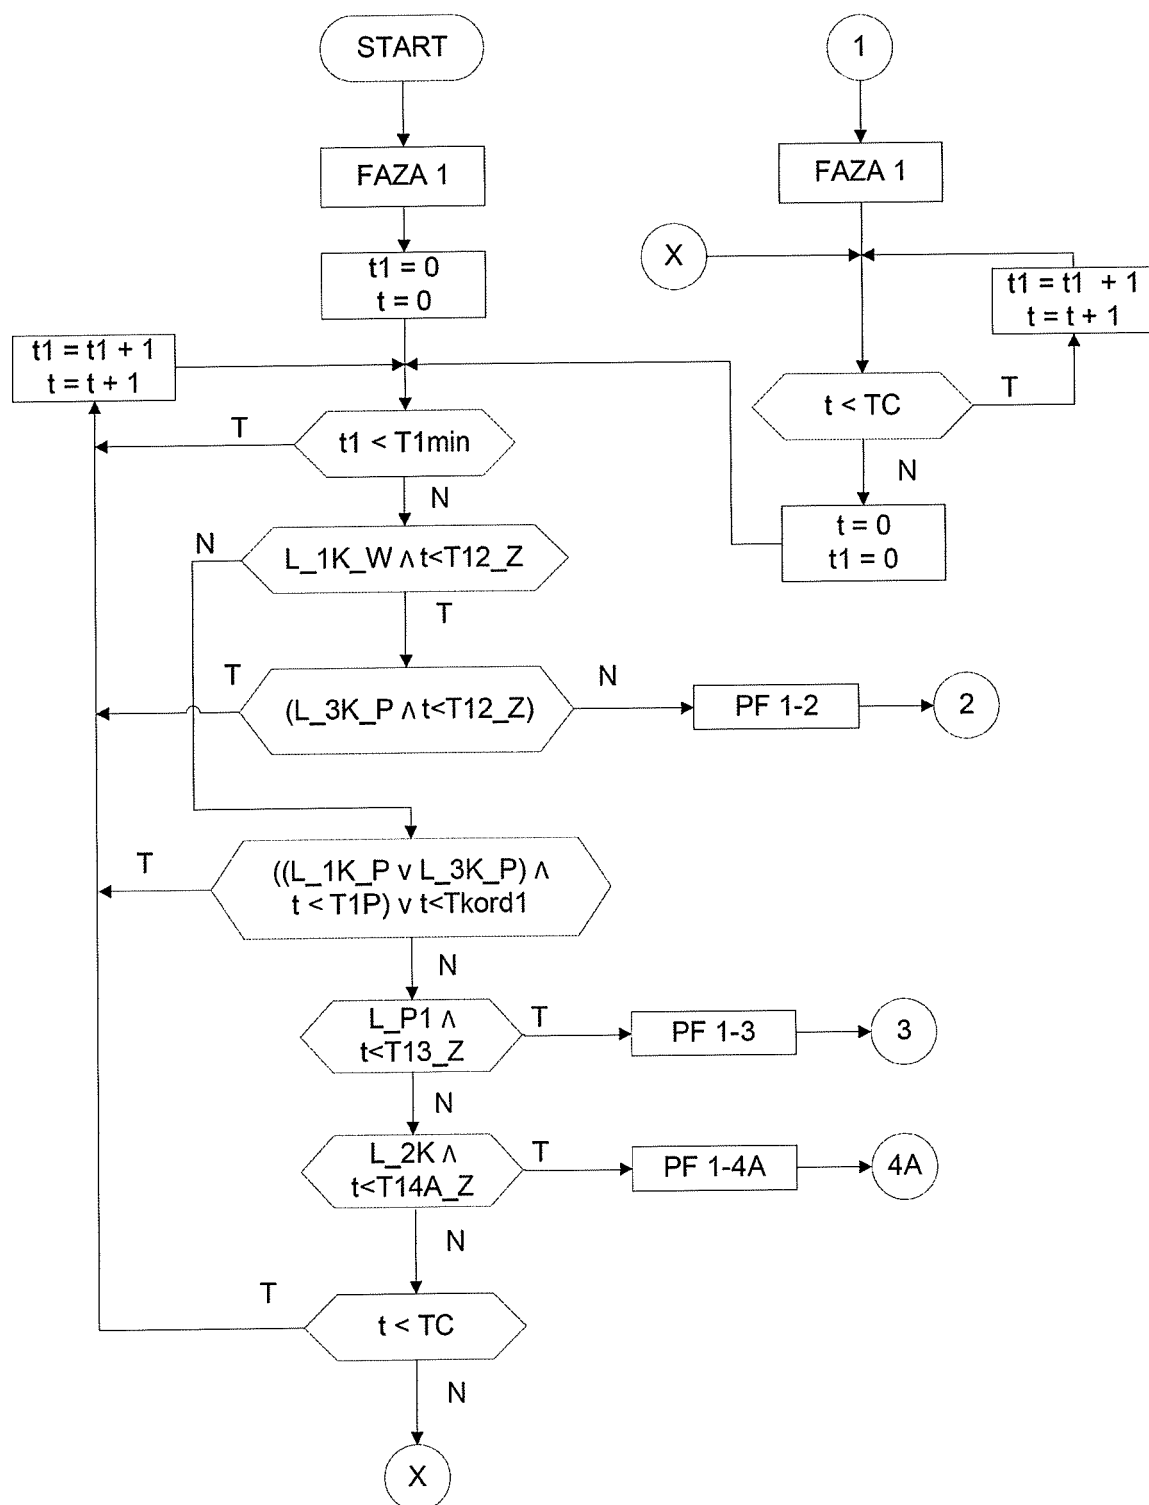 START
1
FAZA 1
FAZA 1
X
t1 = 0
t = 0
t1 = t1 + 1
t = t + 1
t1 = t1 + 1
t = t + 1
t < TC
T
T
t1 < T1min
N
N
t = 0
t1 = 0
N
L_1K_W ∧ t<T12_Z
T
T
(L_3K_P ∧ t<T12_Z)
N
PF 1-2
2
T
((L_1K_P v L_3K_P) ∧
t < T1P) v t<Tkord1
N
L_P1 ∧
t<T13_Z
T
PF 1-3
3
N
L_2K ∧
t<T14A_Z
T
PF 1-4A
4A
N
T
t < TC
N
X